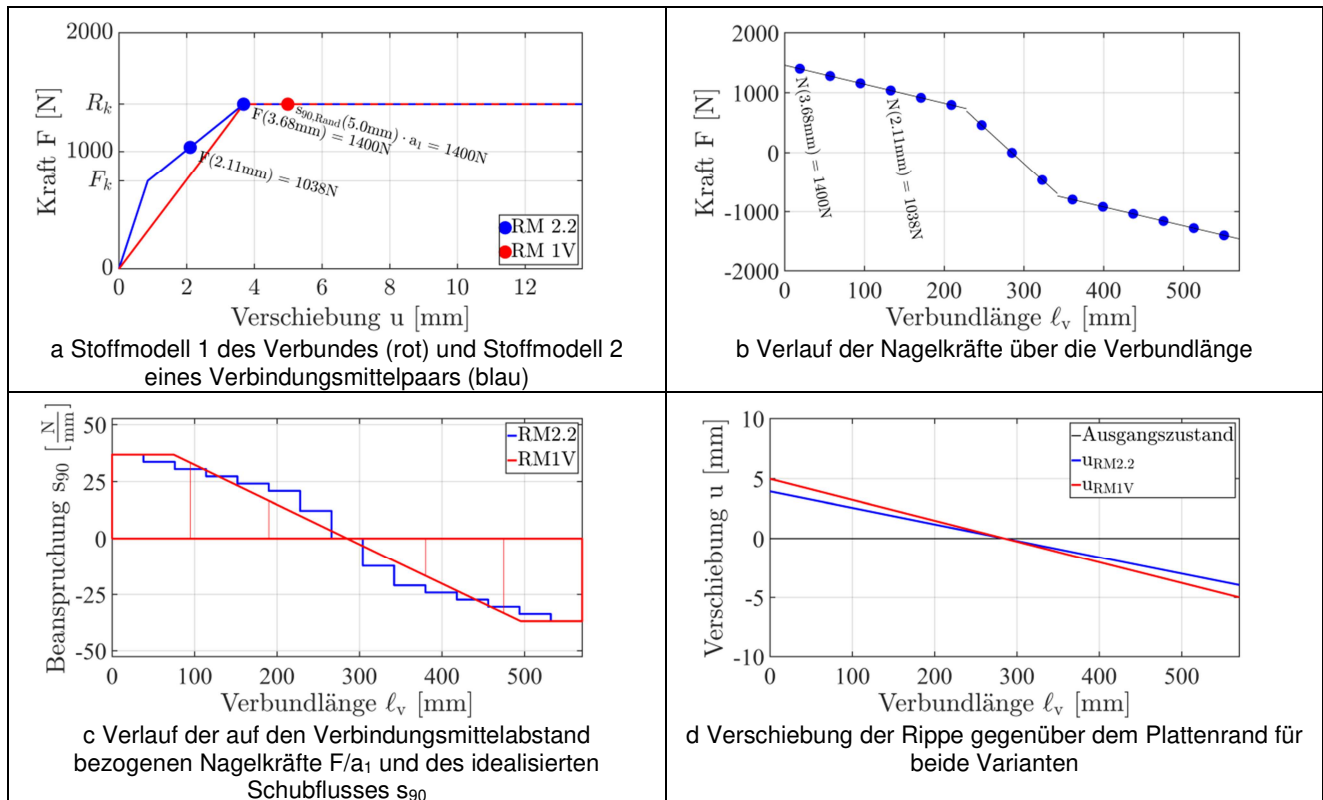 2000
R_k
1000
F_k
0
Kraft F [N]
s_90,Rand(5.0mm) · a_1 = 1400N
F(3.68mm) = 1400N
F(2.11mm) = 1038N
RM 2.2
RM 1V
0 2 4 6 8 10 12
Verschiebung u [mm]
a Stoffmodell 1 des Verbundes (rot) und Stoffmodell 2
eines Verbindungsmittelpaars (blau)
2000
1000
0
-1000
-2000
Kraft F [N]
N(3.68mm) = 1400N
N(2.11mm) = 1038N
0 100 200 300 400 500
Verbundlänge ℓ_v [mm]
b Verlauf der Nagelkräfte über die Verbundlänge
50
25
0
-25
-50
Beanspruchung s_90 [N/mm]
RM2.2
RM1V
0 100 200 300 400 500
Verbundlänge ℓ_v [mm]
c Verlauf der auf den Verbindungsmittelabstand
bezogenen Nagelkräfte F/a_1 und des idealisierten
Schubflusses s_90
10
5
0
-5
-10
Verschiebung u [mm]
Ausgangszustand
u_RM2.2
u_RM1V
0 100 200 300 400 500
Verbundlänge ℓ_v [mm]
d Verschiebung der Rippe gegenüber dem Plattenrand für
beide Varianten